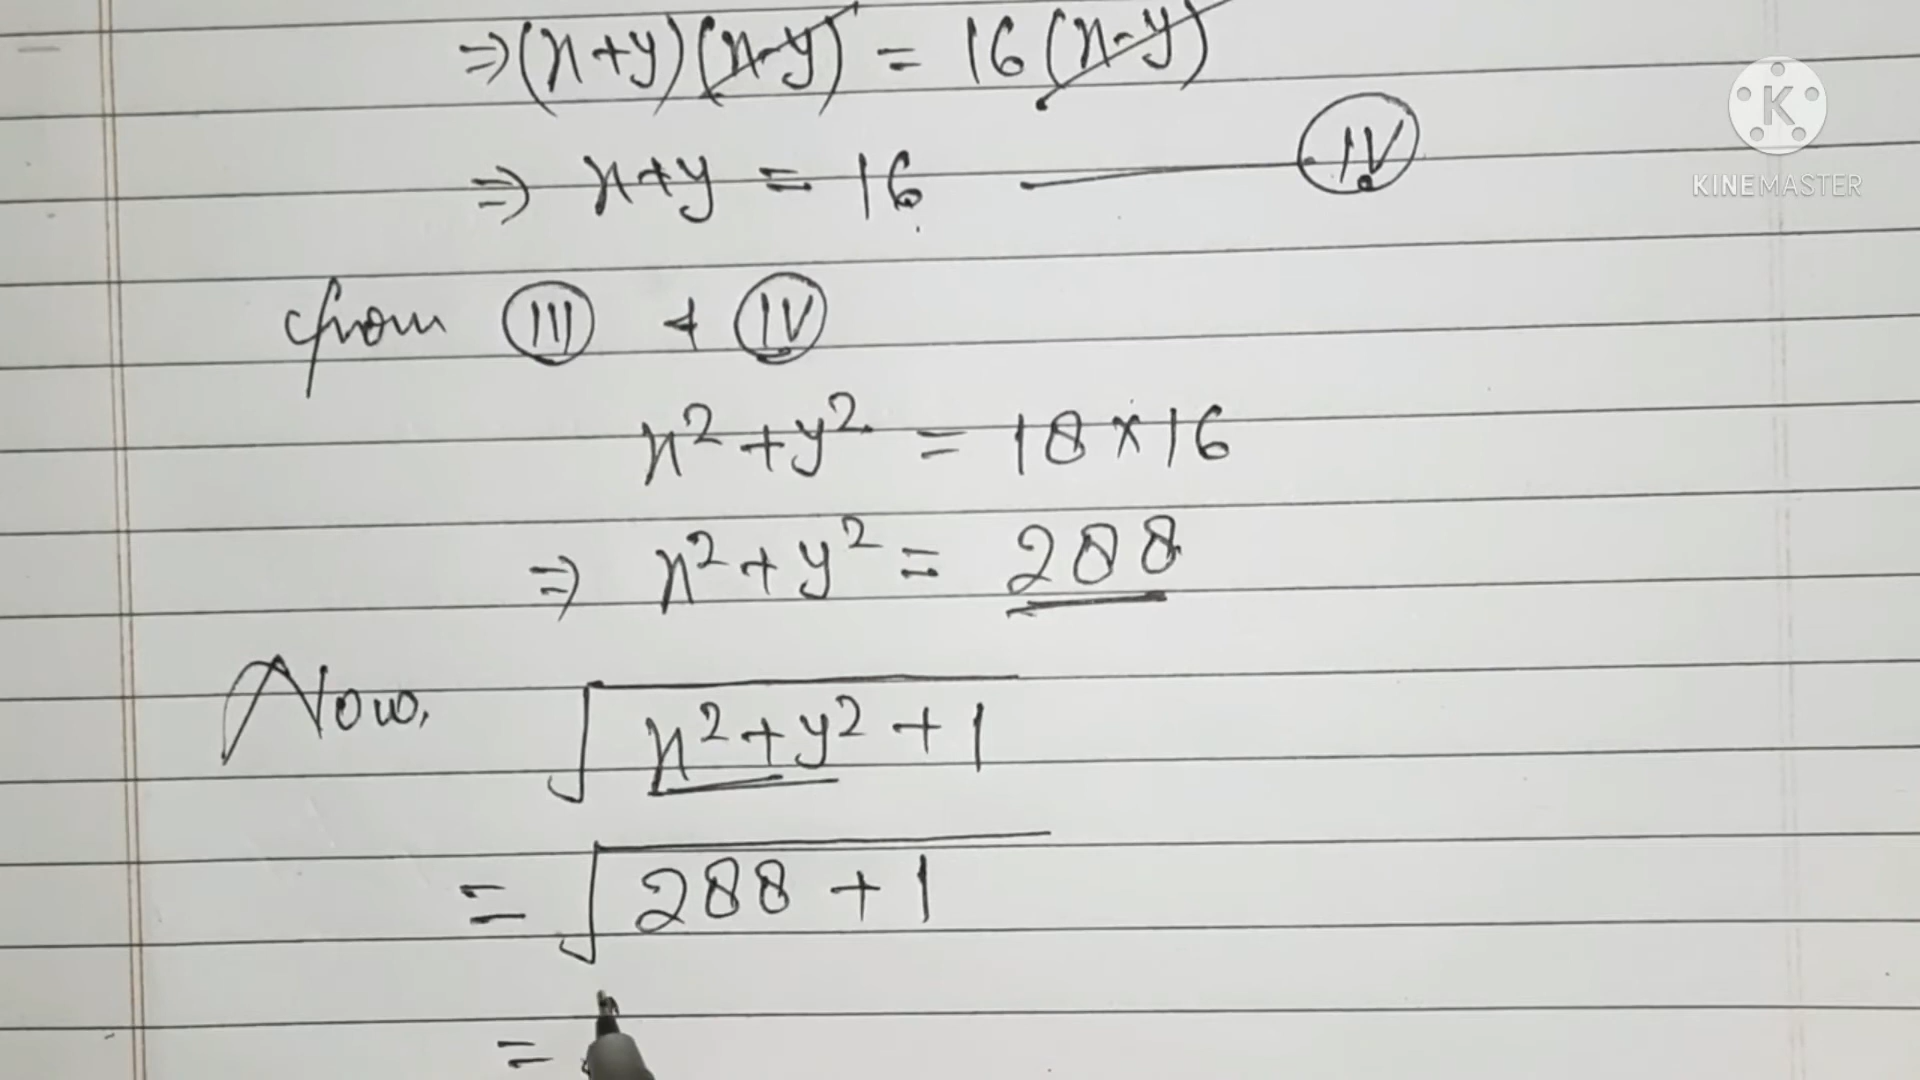 ⇒(x+y)(x-y) = 16(x-y)
⇒ x+y = 16 — IV
K
KINEMASTER
from III & IV
x² + y² = 18 × 16
⇒ x² + y² = 288
Now, √(x² + y² + 1)
= √(288 + 1)
=